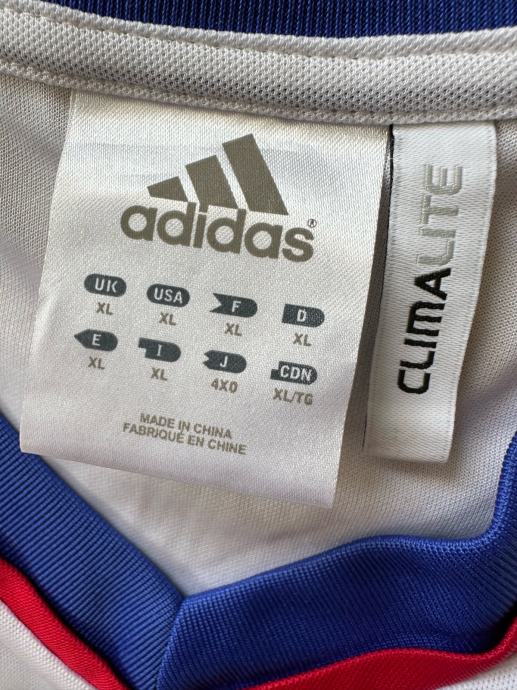 adidas®
UK USA F D
XL XL XL XL
E I J CDN
XL XL 4XO XL/TG
MADE IN CHINA
FABRIQUÉ EN CHINE
CLIMALITE